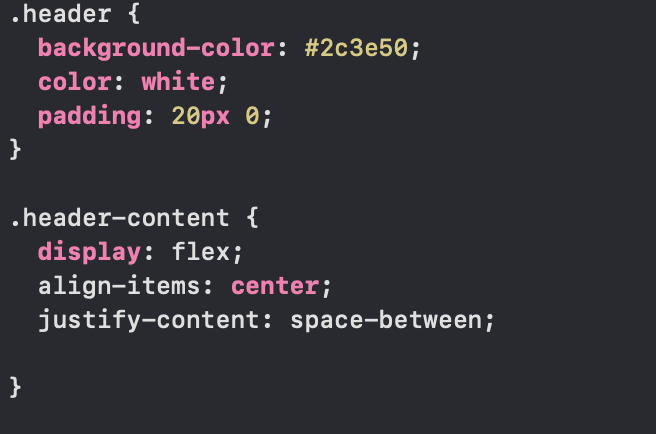 .header {
  background-color: #2c3e50;
  color: white;
  padding: 20px 0;
}

.header-content {
  display: flex;
  align-items: center;
  justify-content: space-between;

}